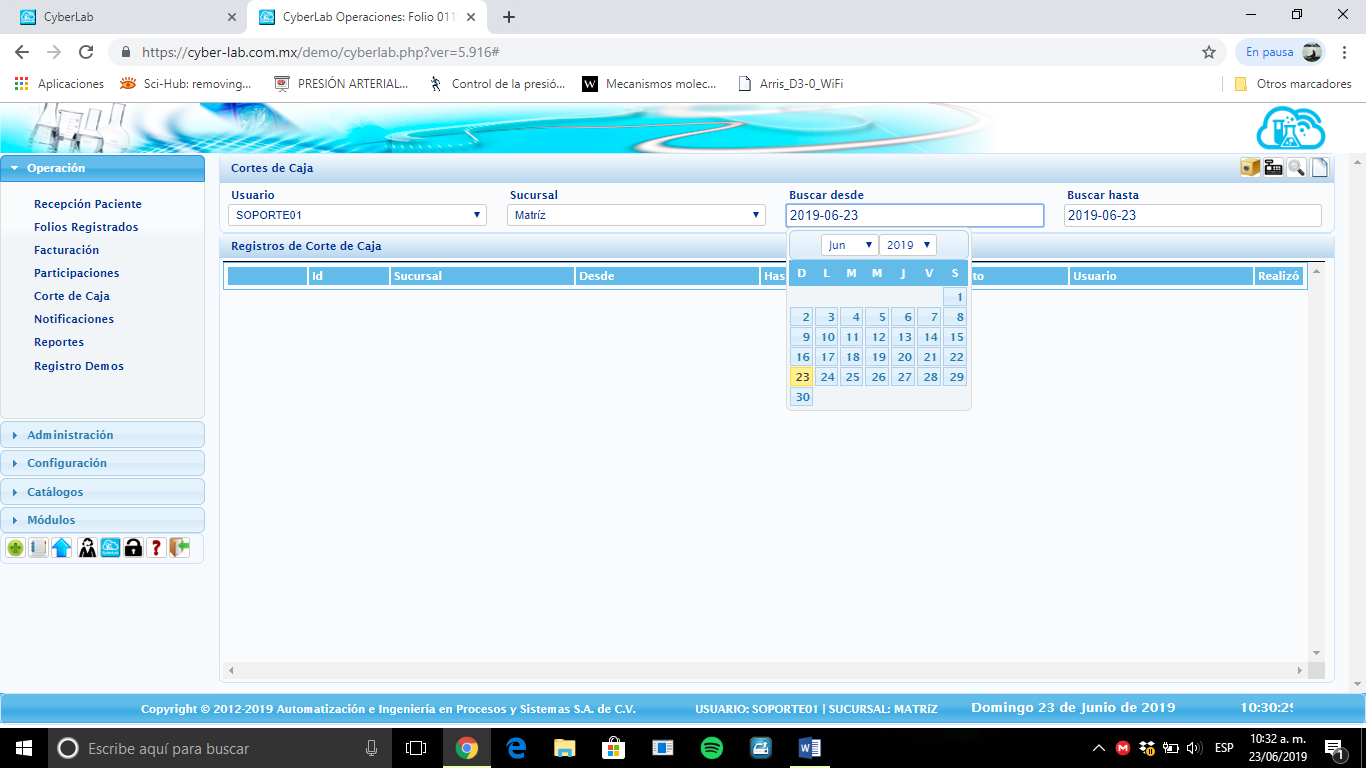 CyberLab
CyberLab Operaciones: Folio 011
https://cyber-lab.com.mx/demo/cyberlab.php?ver=5.916#
En pausa
Aplicaciones
Sci-Hub: removing...
PRESIÓN ARTERIAL...
Control de la presió...
W
Mecanismos molec...
Arris_D3-0_WiFi
Otros marcadores
Operación
Recepción Paciente
Folios Registrados
Facturación
Participaciones
Corte de Caja
Notificaciones
Reportes
Registro Demos
Administración
Configuración
Catálogos
Módulos
Cortes de Caja
Usuario Sucursal Buscar desde Buscar hasta
SOPORTE01 Matríz 2019-06-23 2019-06-23
Registros de Corte de Caja
Id Sucursal Desde Has to Usuario Realizó
Jun 2019
D L M M J V S
1
2 3 4 5 6 7 8
9 10 11 12 13 14 15
16 17 18 19 20 21 22
23 24 25 26 27 28 29
30
Copyright © 2012-2019 Automatización e Ingeniería en Procesos y Sistemas S.A. de C.V. USUARIO: SOPORTE01 | SUCURSAL: MATRíZ Domingo 23 de Junio de 2019 10:30:29
Escribe aquí para buscar
ESP
10:32 a. m.
23/06/2019
1